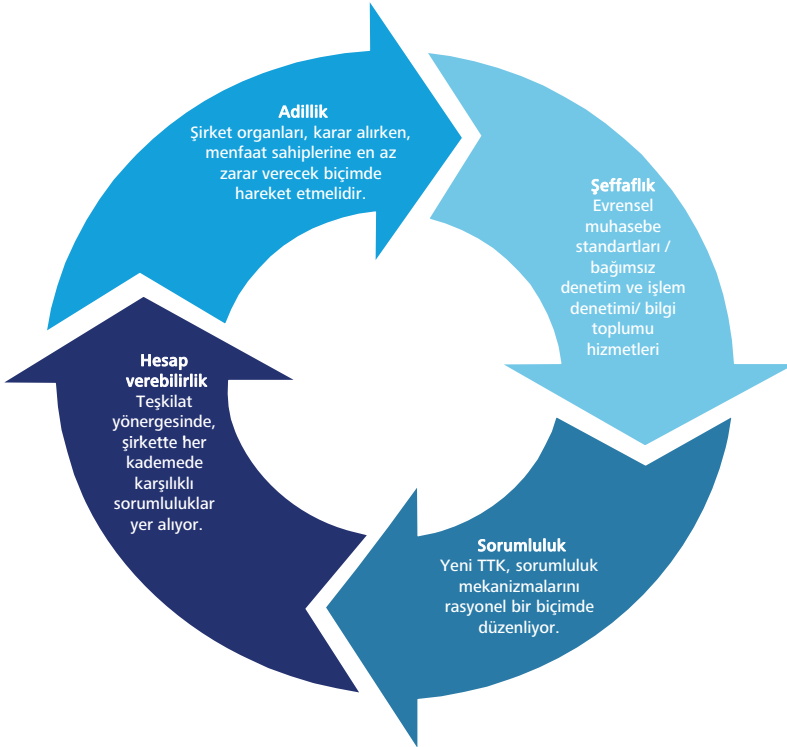 Adillik
Şirket organları, karar alırken,
menfaat sahiplerine en az
zarar verecek biçimde
hareket etmelidir.
Şeffaflık
Evrensel
muhasebe
standartları /
bağımsız
denetim ve işlem
denetimi/ bilgi
toplumu
hizmetleri
Sorumluluk
Yeni TTK, sorumluluk
mekanizmalarını
rasyonel bir biçimde
düzenliyor.
Hesap
verebilirlik
Teşkilat
yönergesinde,
şirkette her
kademede
karşılıklı
sorumluluklar
yer alıyor.